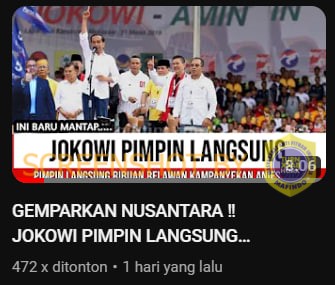 JOKOWI - AMIN
INI BARU MANTAP.....
JOKOWI PIMPIN LANGSUNG
8:06
PIMPIN LANGSUNG RIBUAN RELAWAN KAMPANYEKAN ANIES
MAFINDO
GEMPARKAN NUSANTARA !!
JOKOWI PIMPIN LANGSUNG...
472 x ditonton • 1 hari yang lalu